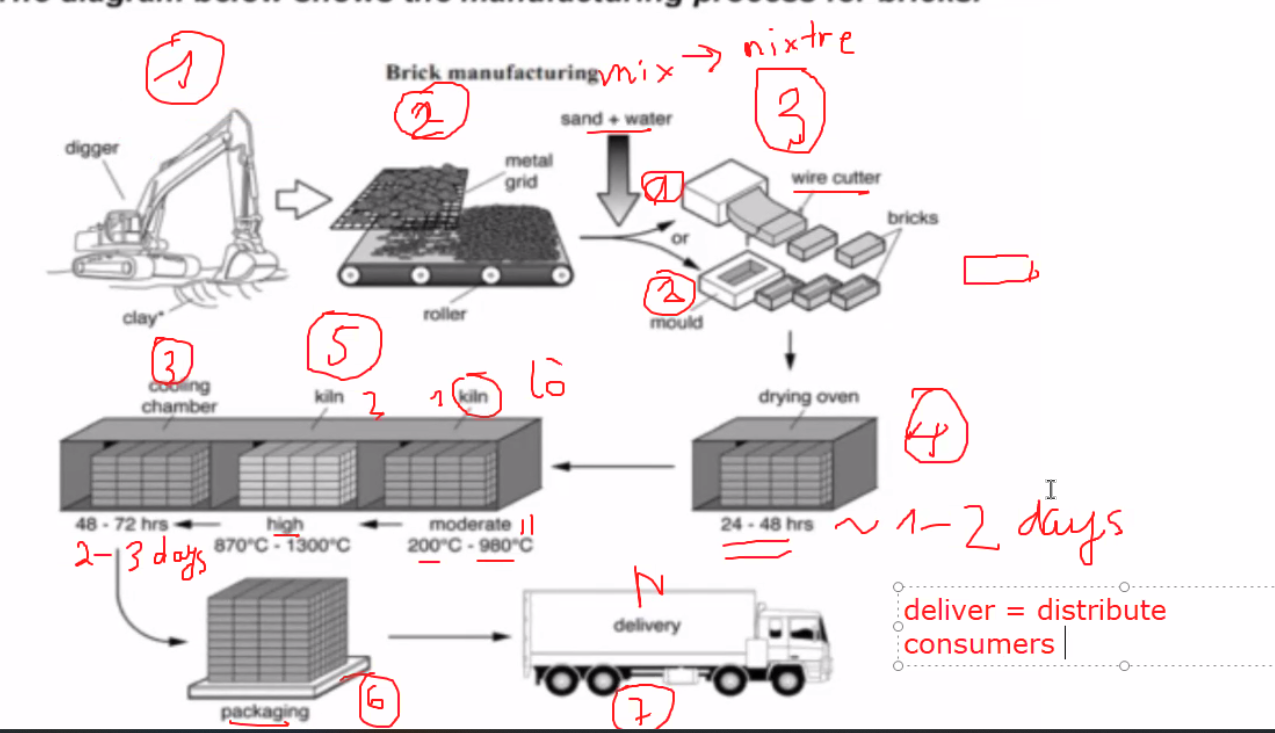 The diagram below shows the manufacturing process for bricks.
nixtre
Brick manufacturing mix →
1
2
3
sand + water
digger
metal
grid
1
wire cutter
bricks
or
2
mould
roller
clay*
5
3
cooling
chamber
kiln 2
1 kiln
lò
drying oven
4
48 - 72 hrs
high
moderate
24 - 48 hrs ~ 1-2 days
2-3 days
870°C - 1300°C
200°C - 980°C
N
delivery
deliver = distribute
consumers
packaging
6
7